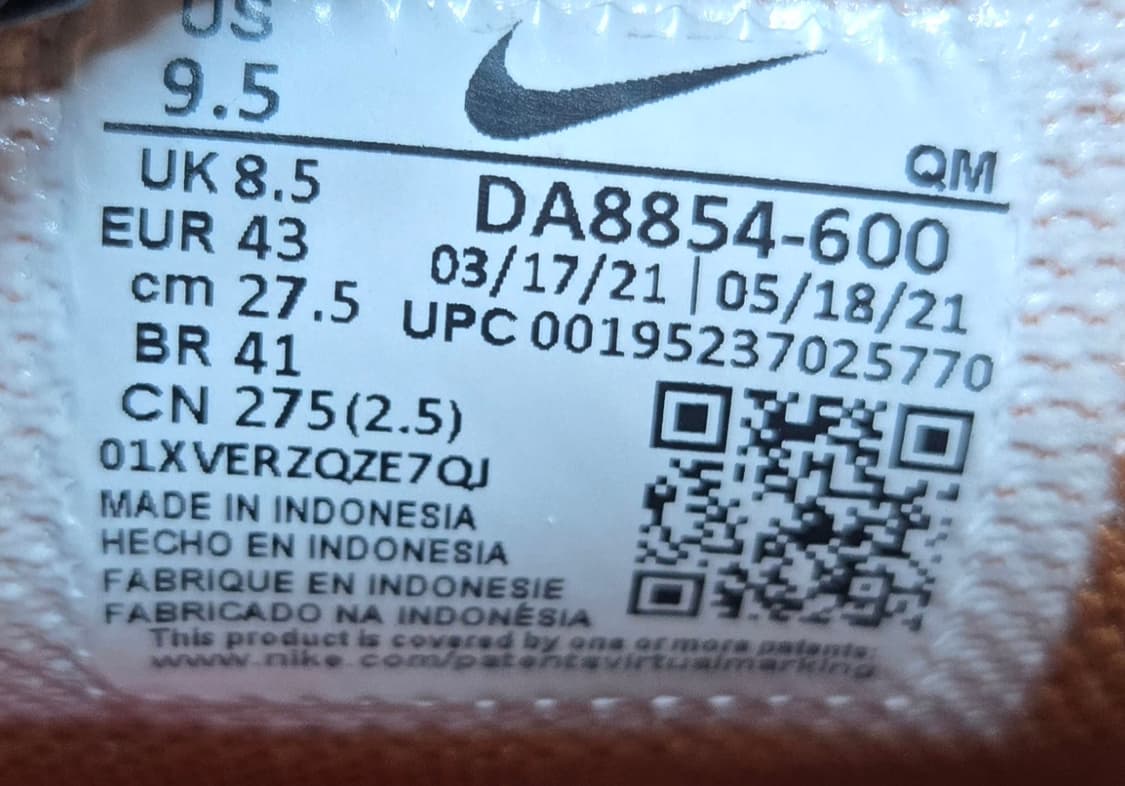 US
9.5
QM
UK 8.5
DA8854-600
EUR 43
03/17/21 | 05/18/21
cm 27.5
UPC 00195237025770
BR 41
CN 275(2.5)
01XVERZQZE7QJ
MADE IN INDONESIA
HECHO EN INDONESIA
FABRIQUE EN INDONESIE
FABRICADO NA INDONÉSIA
This product is covered by one or more patents:
www.nike.com/patentsvirtualmarking